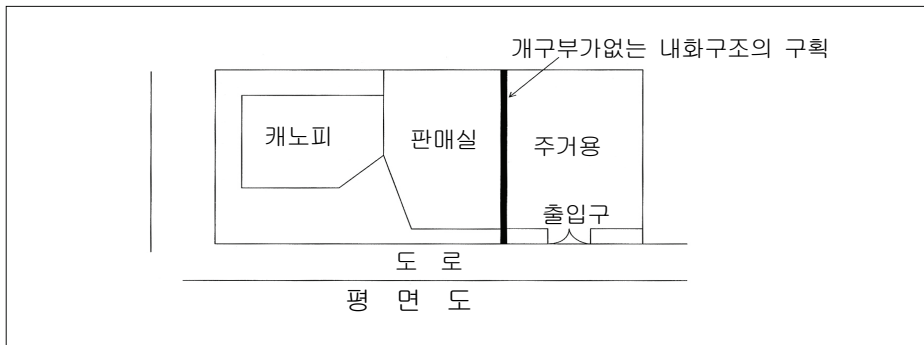 개구부가없는 내화구조의 구획
캐노피
판매실
주거용
출입구
도 로
평 면 도